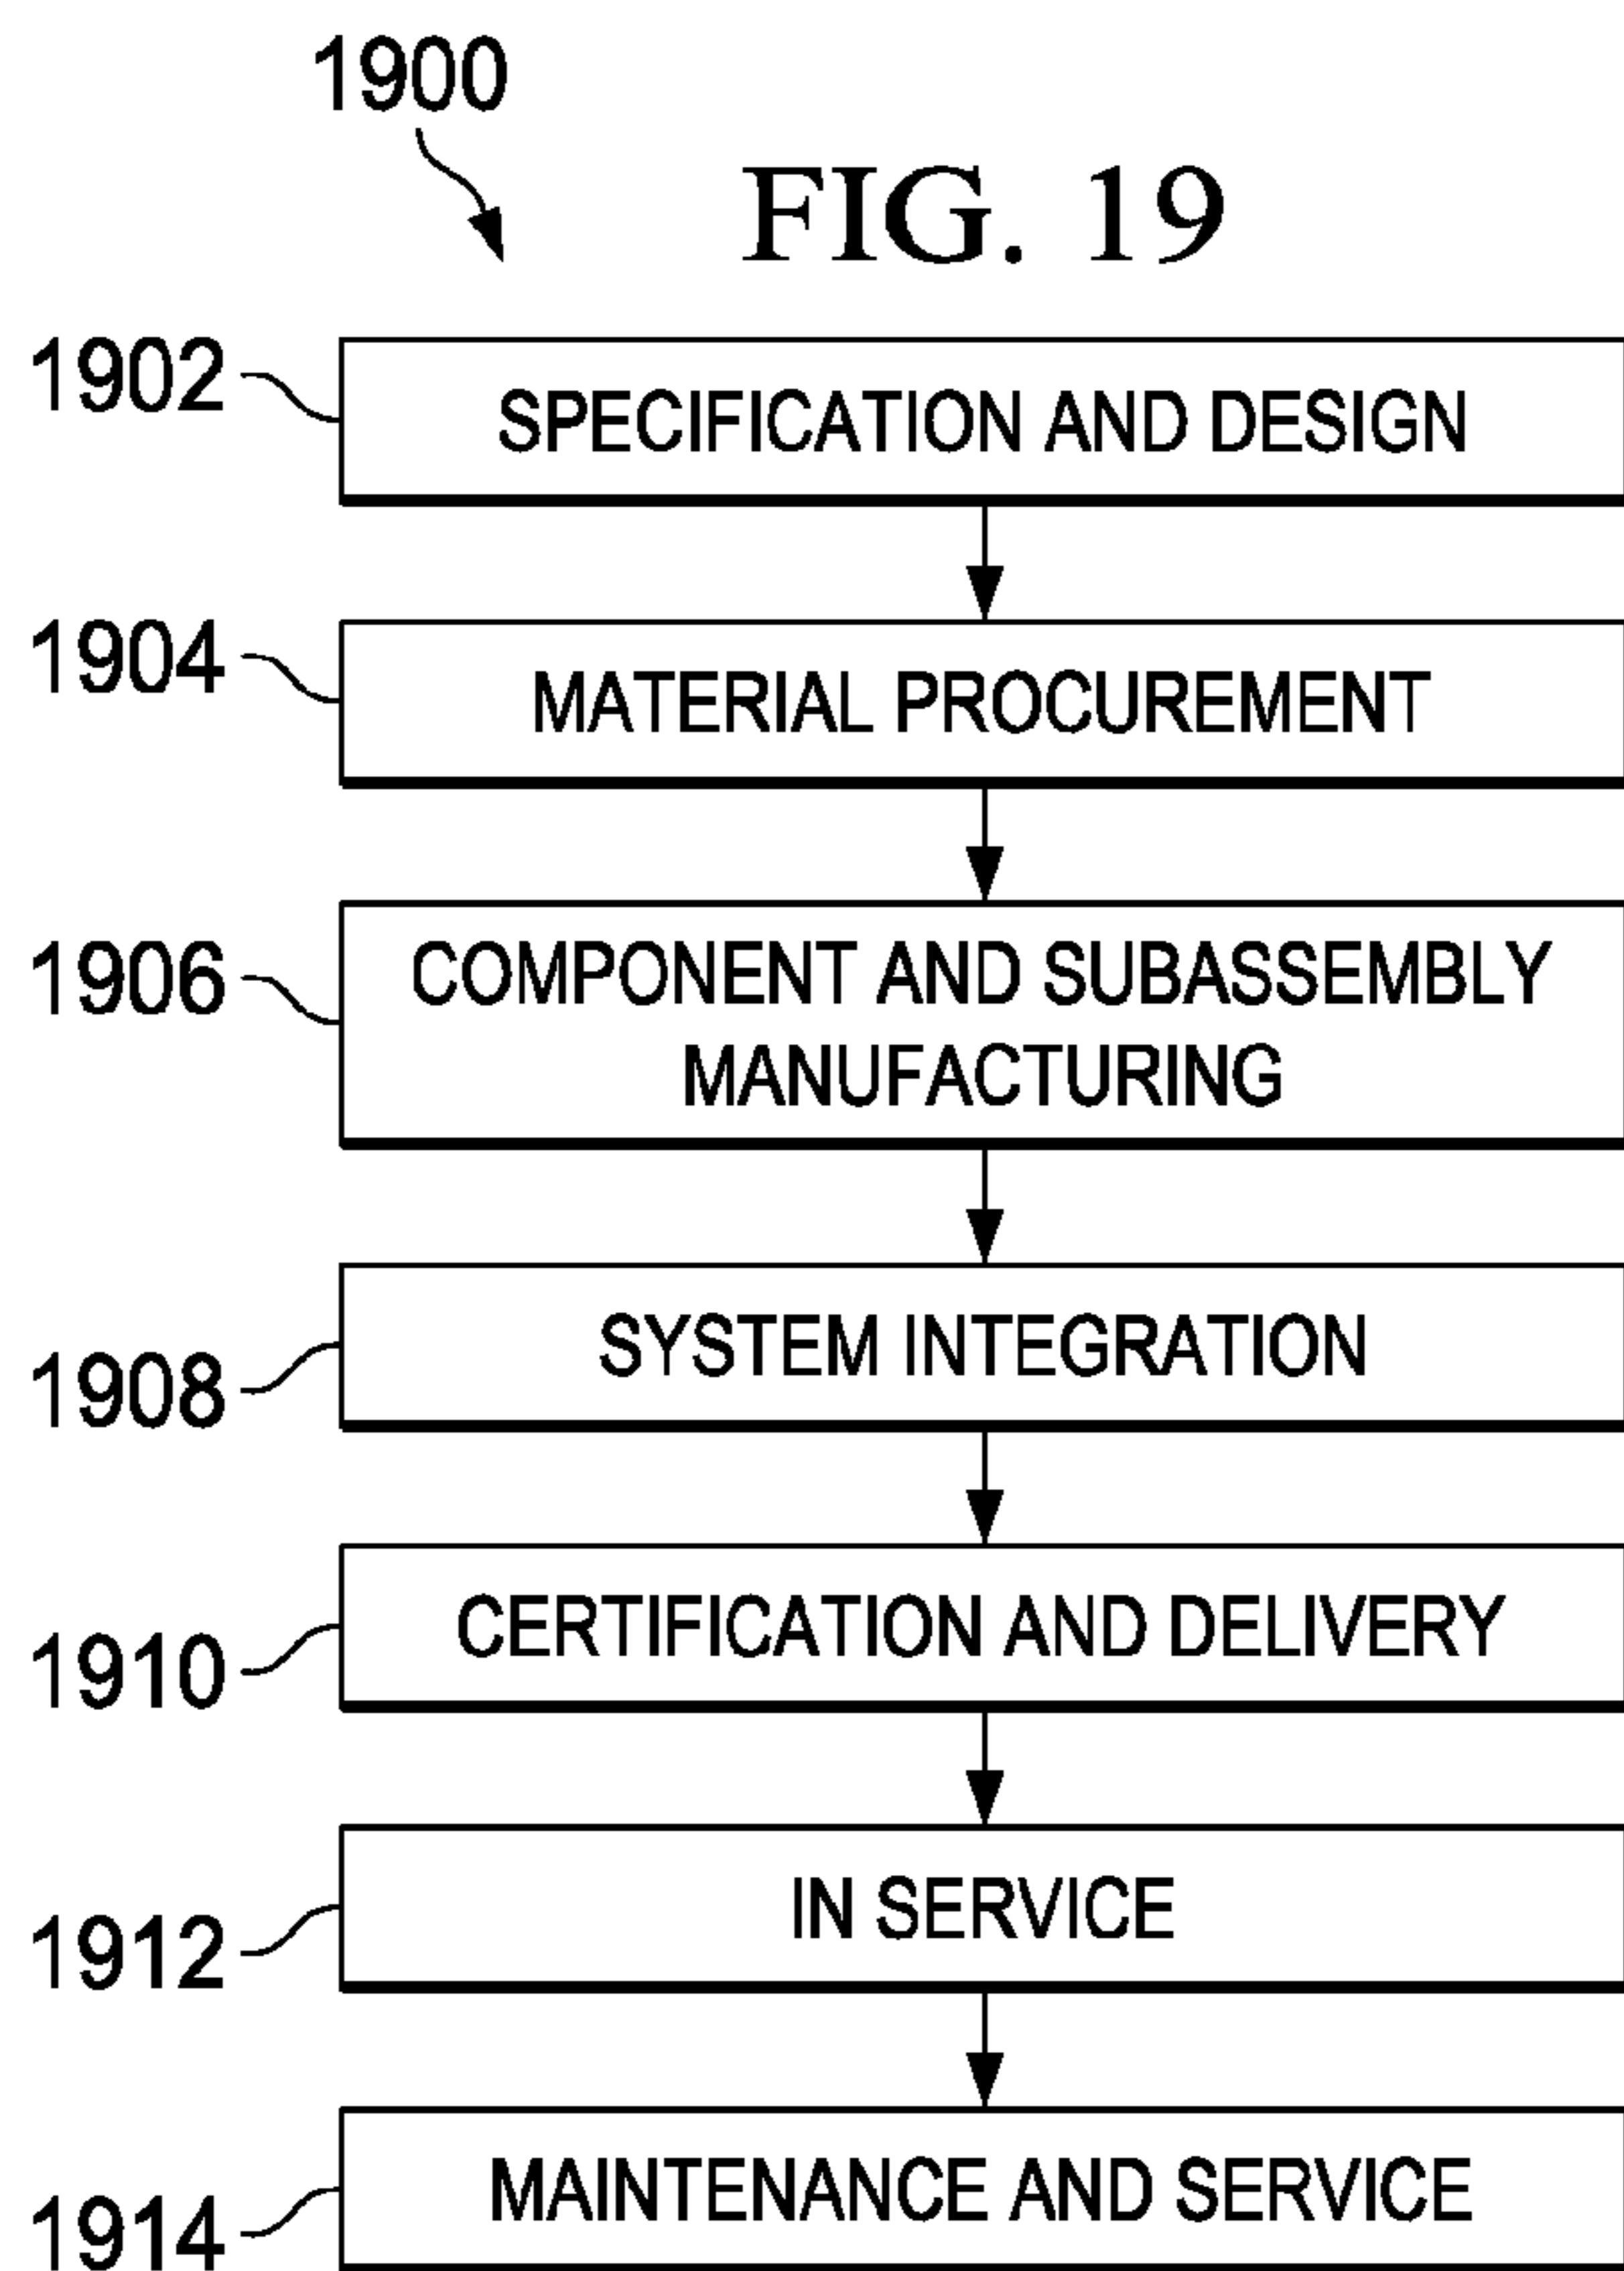 1900
FIG. 19
1902
SPECIFICATION AND DESIGN
1904
MATERIAL PROCUREMENT
1906
COMPONENT AND SUBASSEMBLY
MANUFACTURING
1908
SYSTEM INTEGRATION
1910
CERTIFICATION AND DELIVERY
1912
IN SERVICE
1914
MAINTENANCE AND SERVICE